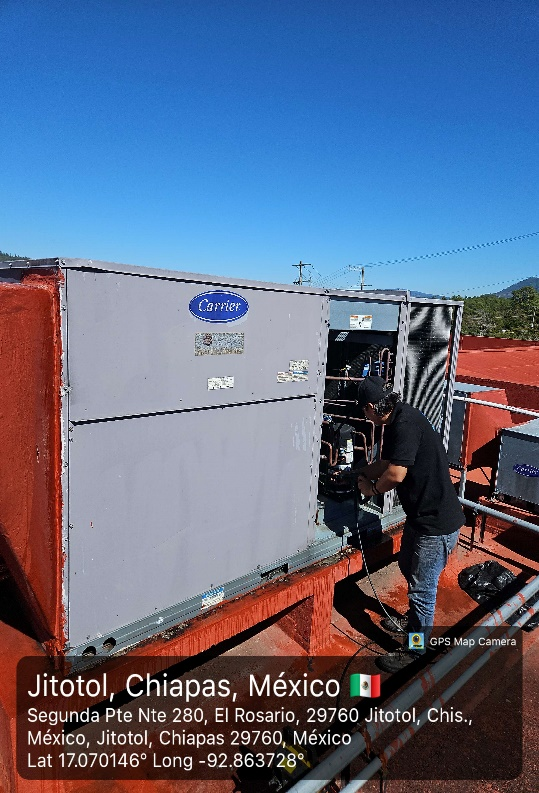 Carrier
GPS Map Camera
Jitotol, Chiapas, México
Segunda Pte Nte 280, El Rosario, 29760 Jitotol, Chis.,
México, Jitotol, Chiapas 29760, México
Lat 17.070146° Long -92.863728°